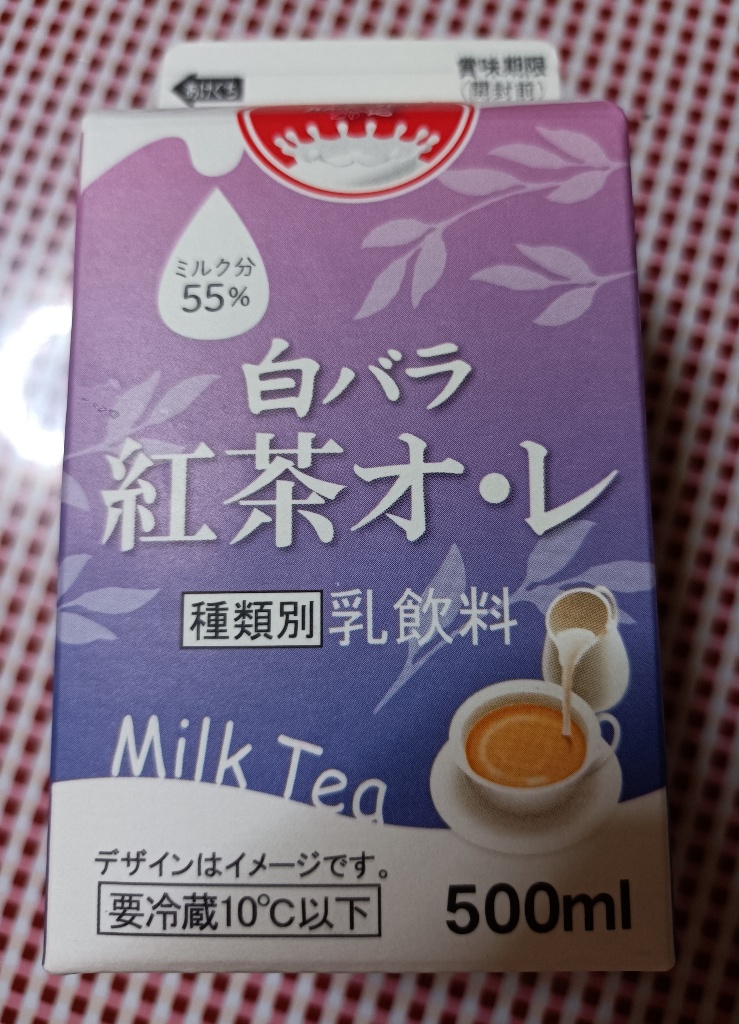 あけくち
賞味期限
(開封前)
ミルク分
55%
白バラ
紅茶オ・レ
種類別 乳飲料
Milk Tea
デザインはイメージです。
要冷蔵10℃以下
500ml